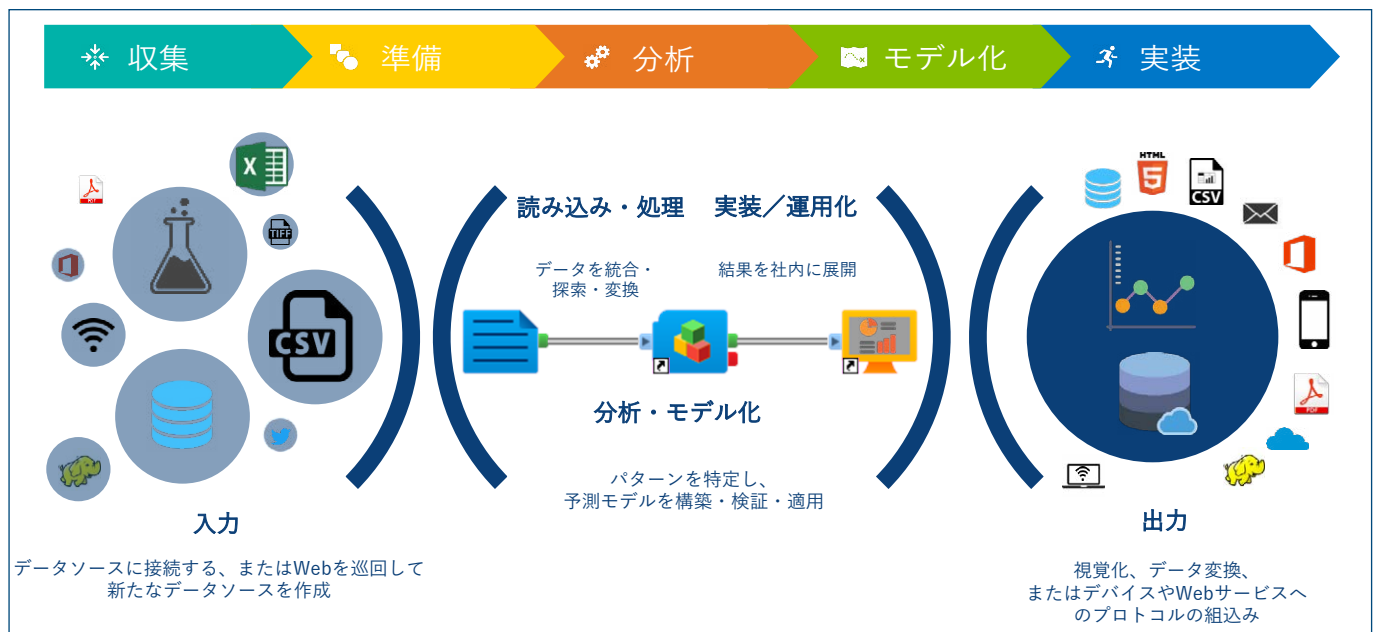 収集
準備
分析
モデル化
実装
X
TIFF
CSV
入力
データソースに接続する、またはWebを巡回して
新たなデータソースを作成
読み込み・処理
実装／運用化
データを統合・
探索・変換
結果を社内に展開
分析・モデル化
パターンを特定し、
予測モデルを構築・検証・適用
HTML
5
CSV
PDF
出力
視覚化、データ変換、
またはデバイスやWebサービスへ
のプロトコルの組込み